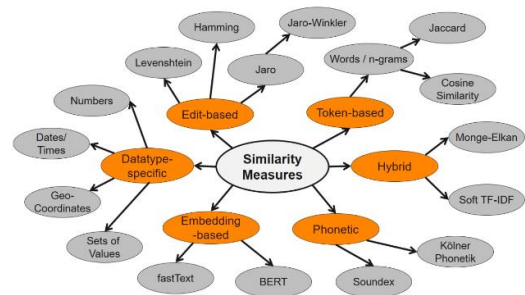 Hamming
Jaro-Winkler
Jaccard
Levenshtein
Jaro
Words / n-grams
Cosine
Similarity
Numbers
Edit-based
Token-based
Dates/
Times
Datatype-
specific
Similarity
Measures
Hybrid
Monge-Elkan
Geo-
Coordinates
Soft TF-IDF
Sets of
Values
Embedding
-based
Phonetic
Kölner
Phonetik
fastText
BERT
Soundex